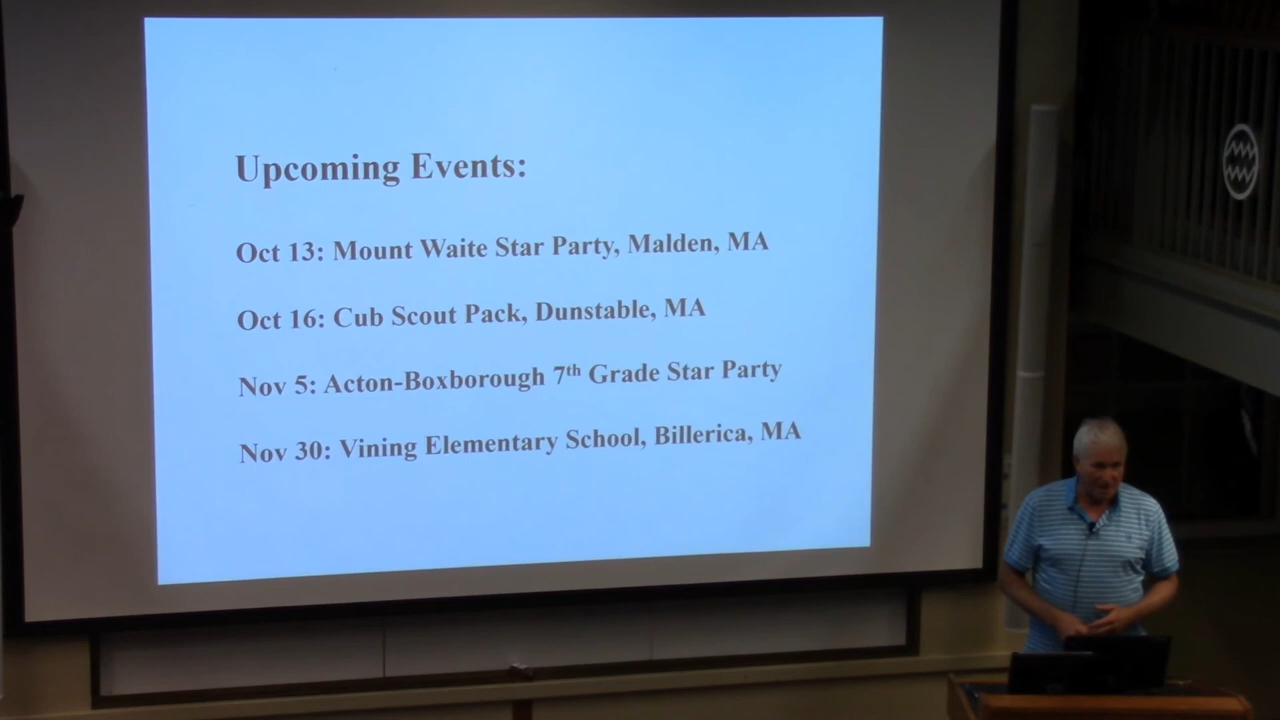 Upcoming Events:
Oct 13: Mount Waite Star Party, Malden, MA
Oct 16: Cub Scout Pack, Dunstable, MA
Nov 5: Acton-Boxborough 7th Grade Star Party
Nov 30: Vining Elementary School, Billerica, MA